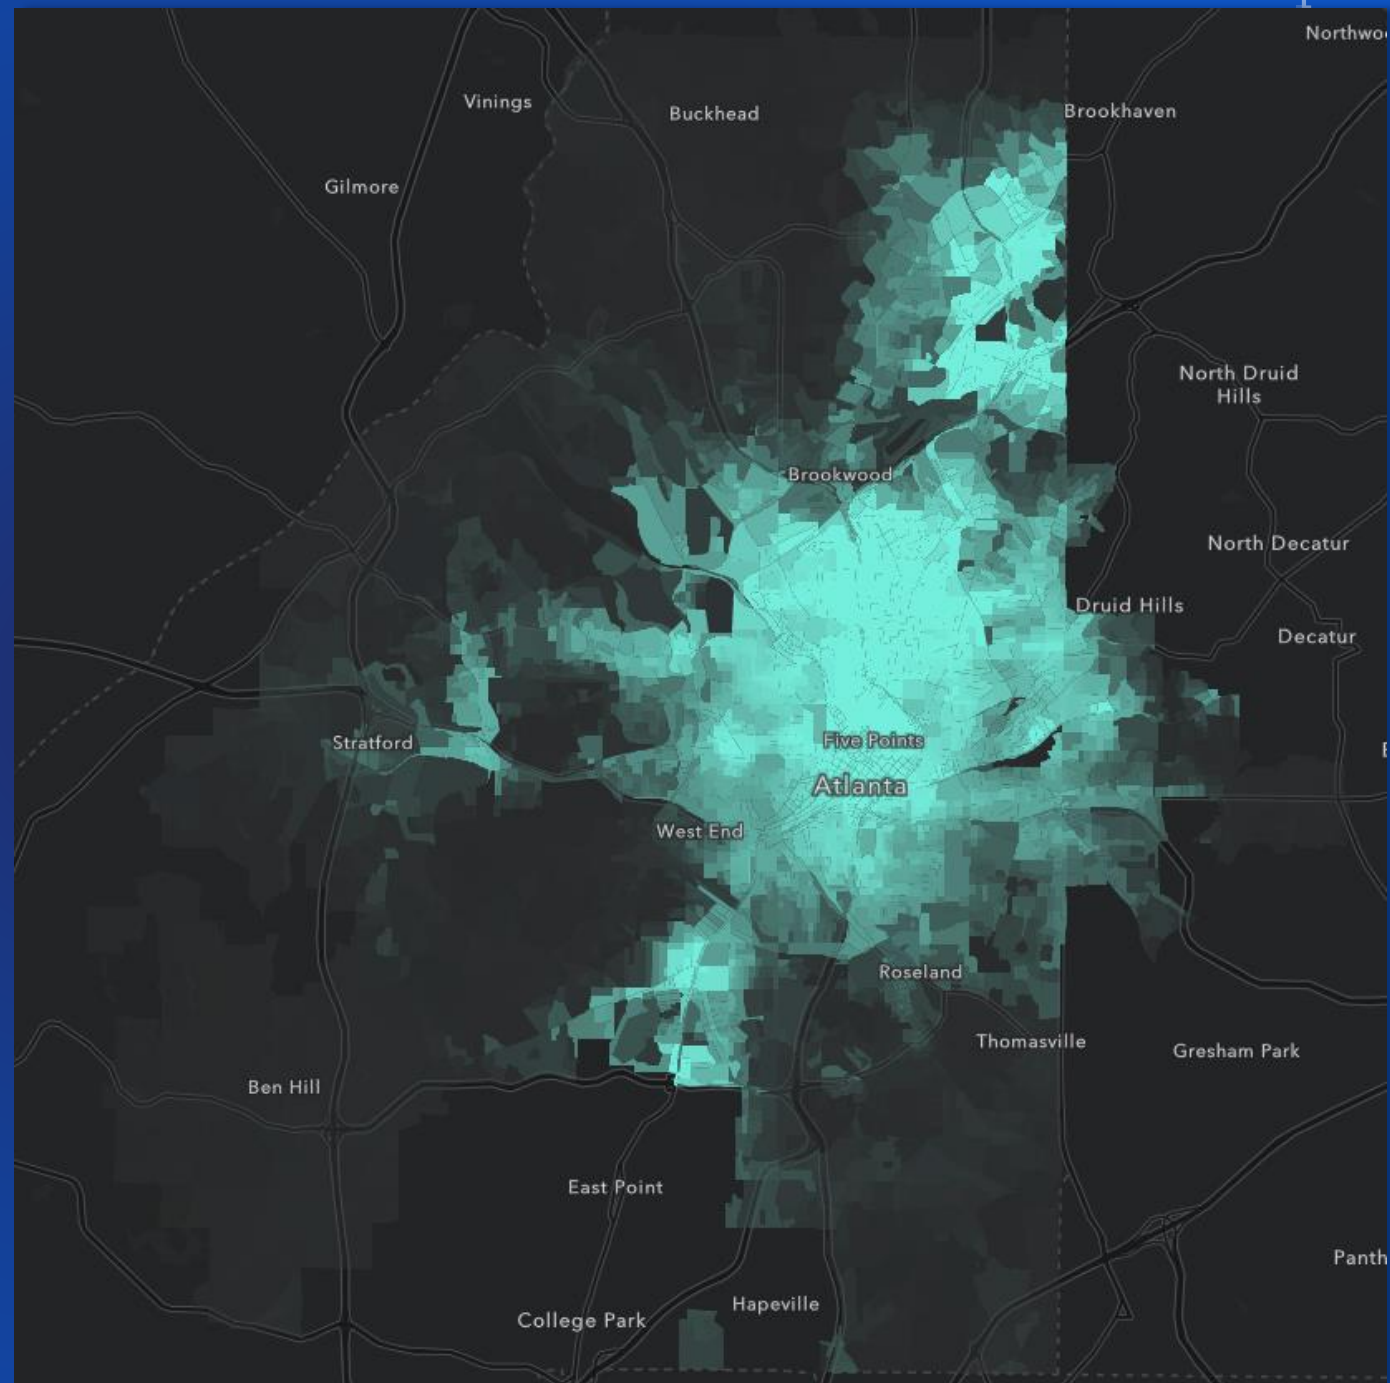 Northwo
Vinings
Buckhead
Brookhaven
Gilmore
North Druid
Hills
Brookwood
North Decatur
Druid Hills
Decatur
Stratford
Five Points
Atlanta
West End
Roseland
Thomasville
Gresham Park
Ben Hill
East Point
Panth
Hapeville
College Park